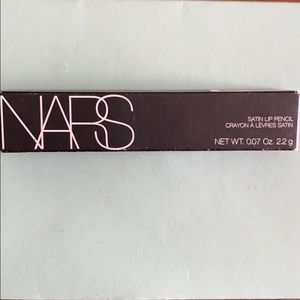 NARS
SATIN LIP PENCIL
CRAYON À LÈVRES SATIN
NET WT. 0.07 Oz. 2.2 g